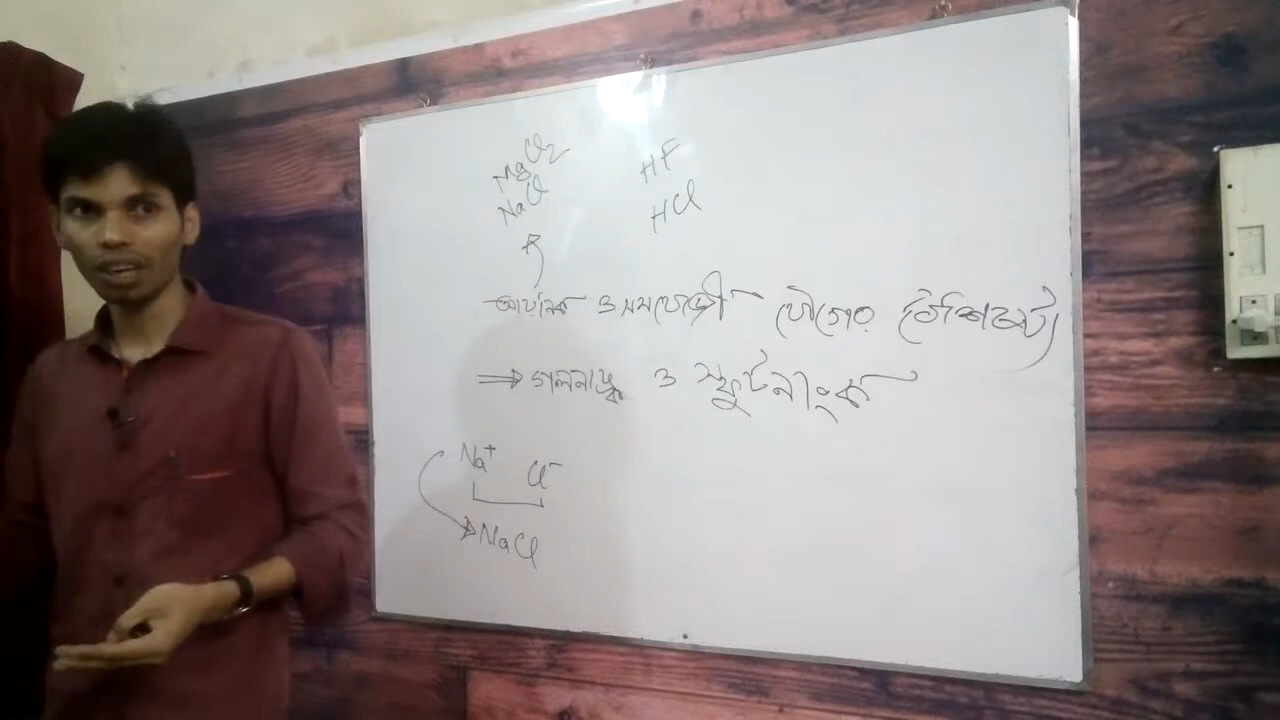 MgCl2 HF
NaCl HCl
আয়নিক ও সমযোজী যৌগের বৈশিষ্ট্য
⇒ গলনাঙ্ক ও স্ফুটনাংক
Na+ Cl-
NaCl